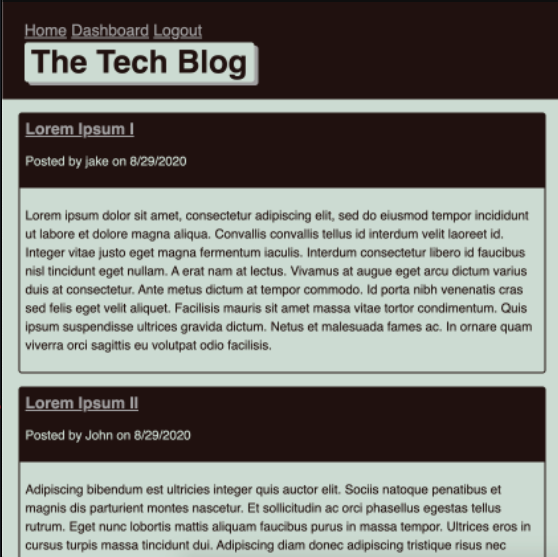 Home Dashboard Logout
The Tech Blog
Lorem Ipsum I
Posted by jake on 8/29/2020
Lorem ipsum dolor sit amet, consectetur adipiscing elit, sed do eiusmod tempor incididunt
ut labore et dolore magna aliqua. Convallis convallis tellus id interdum velit laoreet id.
Integer vitae justo eget magna fermentum iaculis. Interdum consectetur libero id faucibus
nisl tincidunt eget nullam. A erat nam at lectus. Vivamus at augue eget arcu dictum varius
duis at consectetur. Ante metus dictum at tempor commodo. Id porta nibh venenatis cras
sed felis eget velit aliquet. Facilisis mauris sit amet massa vitae tortor condimentum. Quis
ipsum suspendisse ultrices gravida dictum. Netus et malesuada fames ac. In ornare quam
viverra orci sagittis eu volutpat odio facilisis.
Lorem Ipsum II
Posted by John on 8/29/2020
Adipiscing bibendum est ultricies integer quis auctor elit. Sociis natoque penatibus et
magnis dis parturient montes nascetur. Et sollicitudin ac orci phasellus egestas tellus
rutrum. Eget nunc lobortis mattis aliquam faucibus purus in massa tempor. Ultrices eros in
cursus turpis massa tincidunt dui. Adipiscing diam donec adipiscing tristique risus nec